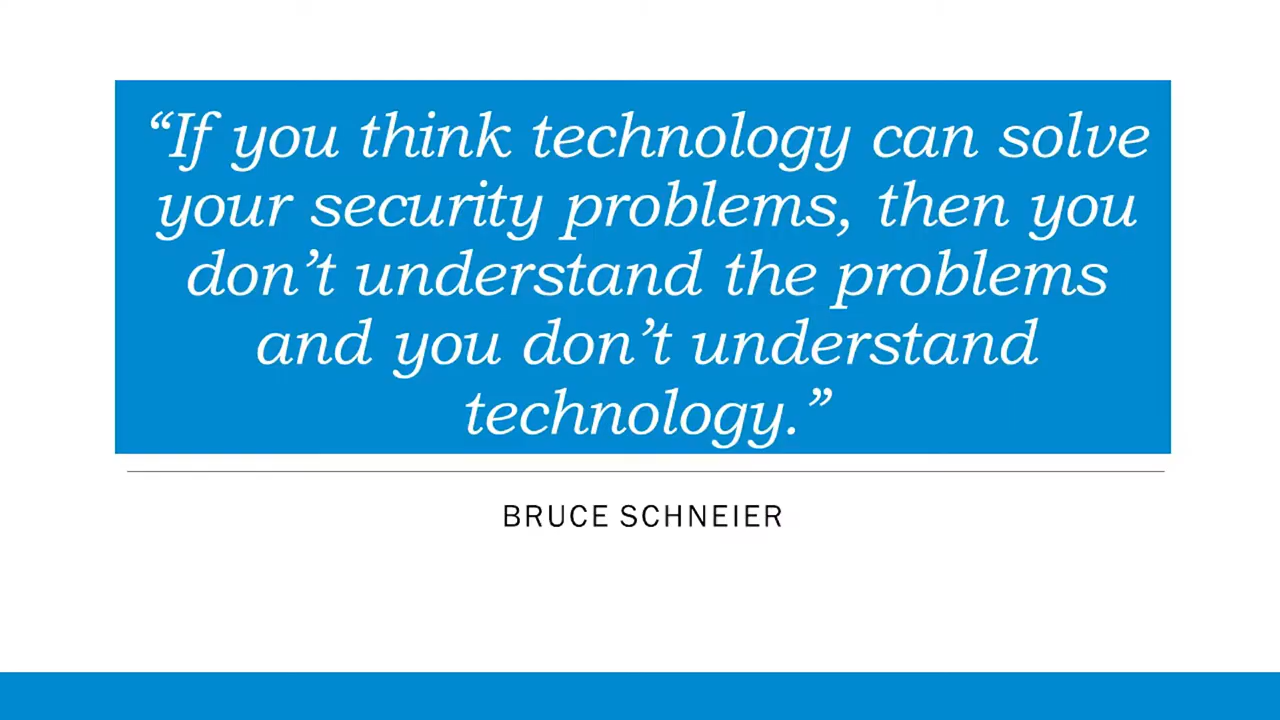 “If you think technology can solve
your security problems, then you
don’t understand the problems
and you don’t understand
technology.”
BRUCE SCHNEIER